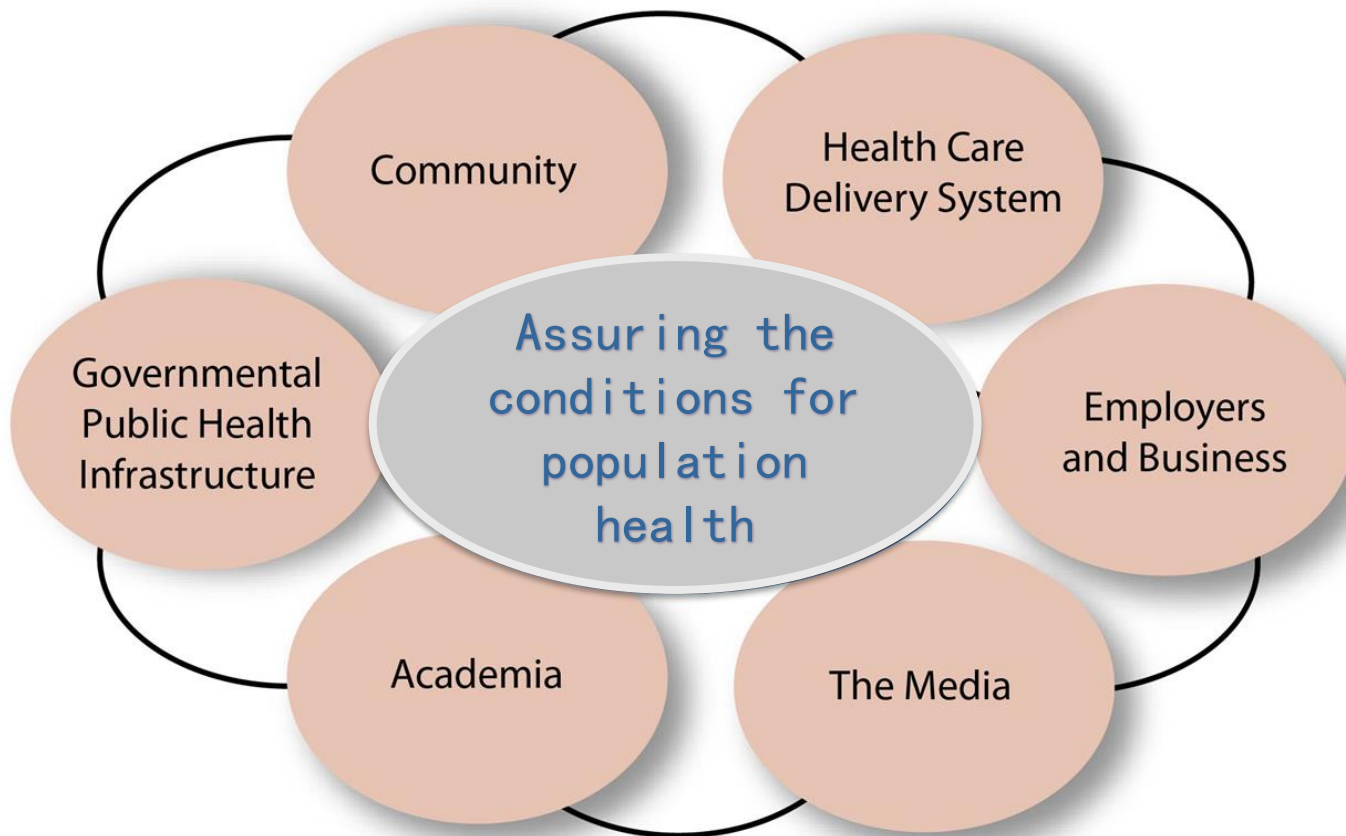 Community
Health Care
Delivery System
Governmental
Public Health
Infrastructure
Assuring the
conditions for
population
health
Employers
and Business
Academia
The Media